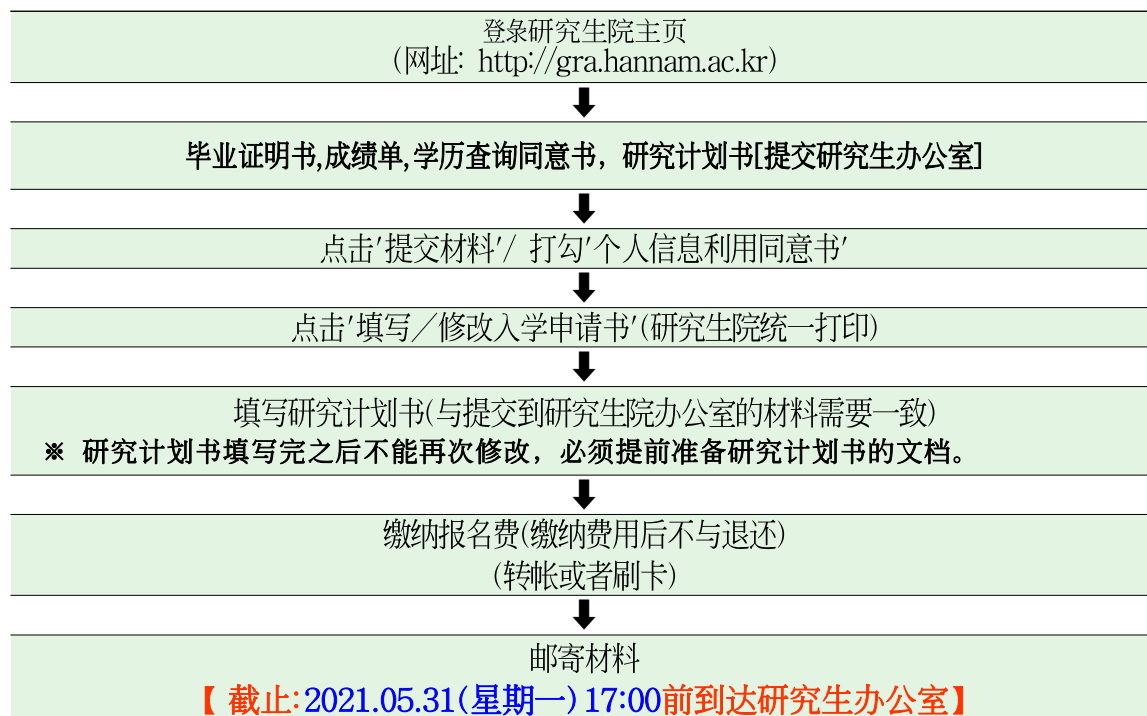 登录研究生院主页
(网址: http://gra.hannam.ac.kr)
毕业证明书,成绩单,学历查询同意书，研究计划书[提交研究生办公室]
点击'提交材料'/ 打勾'个人信息利用同意书'
点击'填写／修改入学申请书'(研究生院统一打印)
填写研究计划书(与提交到研究生院办公室的材料需要一致)
※ 研究计划书填写完之后不能再次修改，必须提前准备研究计划书的文档。
缴纳报名费(缴纳费用后不与退还)
(转帐或者刷卡)
邮寄材料
【 截止:2021.05.31(星期一) 17:00前到达研究生办公室】